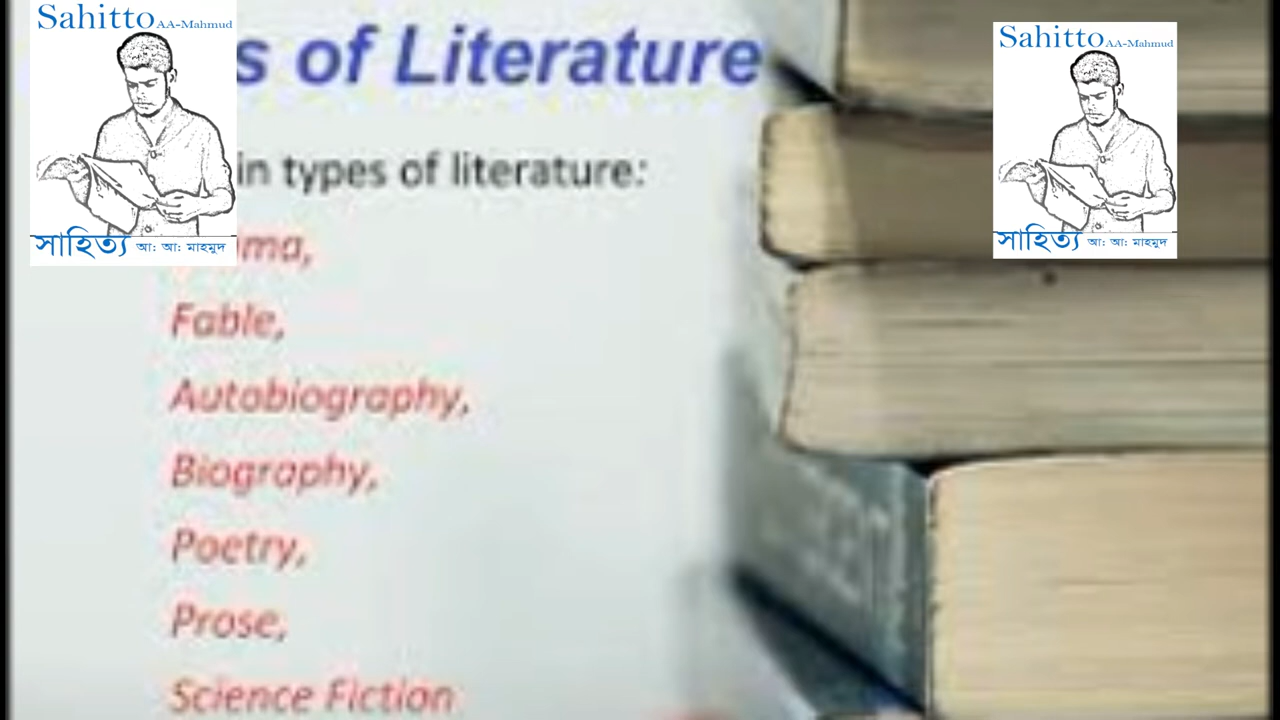 Sahitto AA-Mahmud
s of Literature
in types of literature:
ma,
Fable,
Autobiography,
Biography,
Poetry,
Prose,
Science Fiction
সাহিত্য আ: আ: মাহমুদ
Sahitto AA-Mahmud
সাহিত্য আ: আ: মাহমুদ